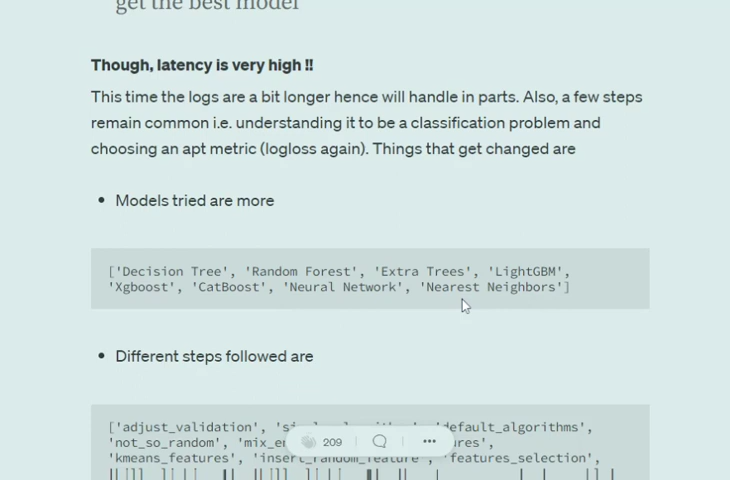 get the best model
Though, latency is very high !!
This time the logs are a bit longer hence will handle in parts. Also, a few steps
remain common i.e. understanding it to be a classification problem and
choosing an apt metric (logloss again). Things that get changed are
• Models tried are more
['Decision Tree', 'Random Forest', 'Extra Trees', 'LightGBM',
'Xgboost', 'CatBoost', 'Neural Network', 'Nearest Neighbors']
• Different steps followed are
['adjust_validation', 'default_algorithms',
'not_so_random',
'kmeans_features', 'insert_random_feature', 'features_selection',
209